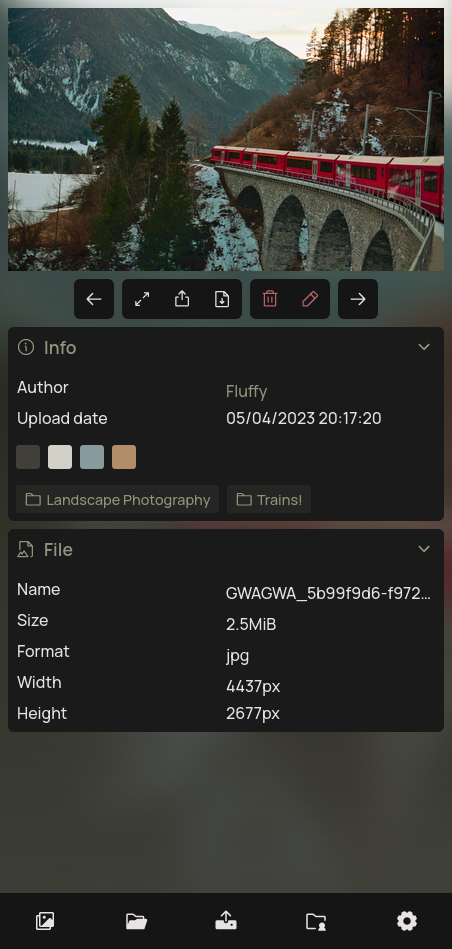 Info
Author Fluffy
Upload date 05/04/2023 20:17:20
Landscape Photography Trains!
File
Name GWAGWA_5b99f9d6-f972...
Size 2.5MiB
Format jpg
Width 4437px
Height 2677px